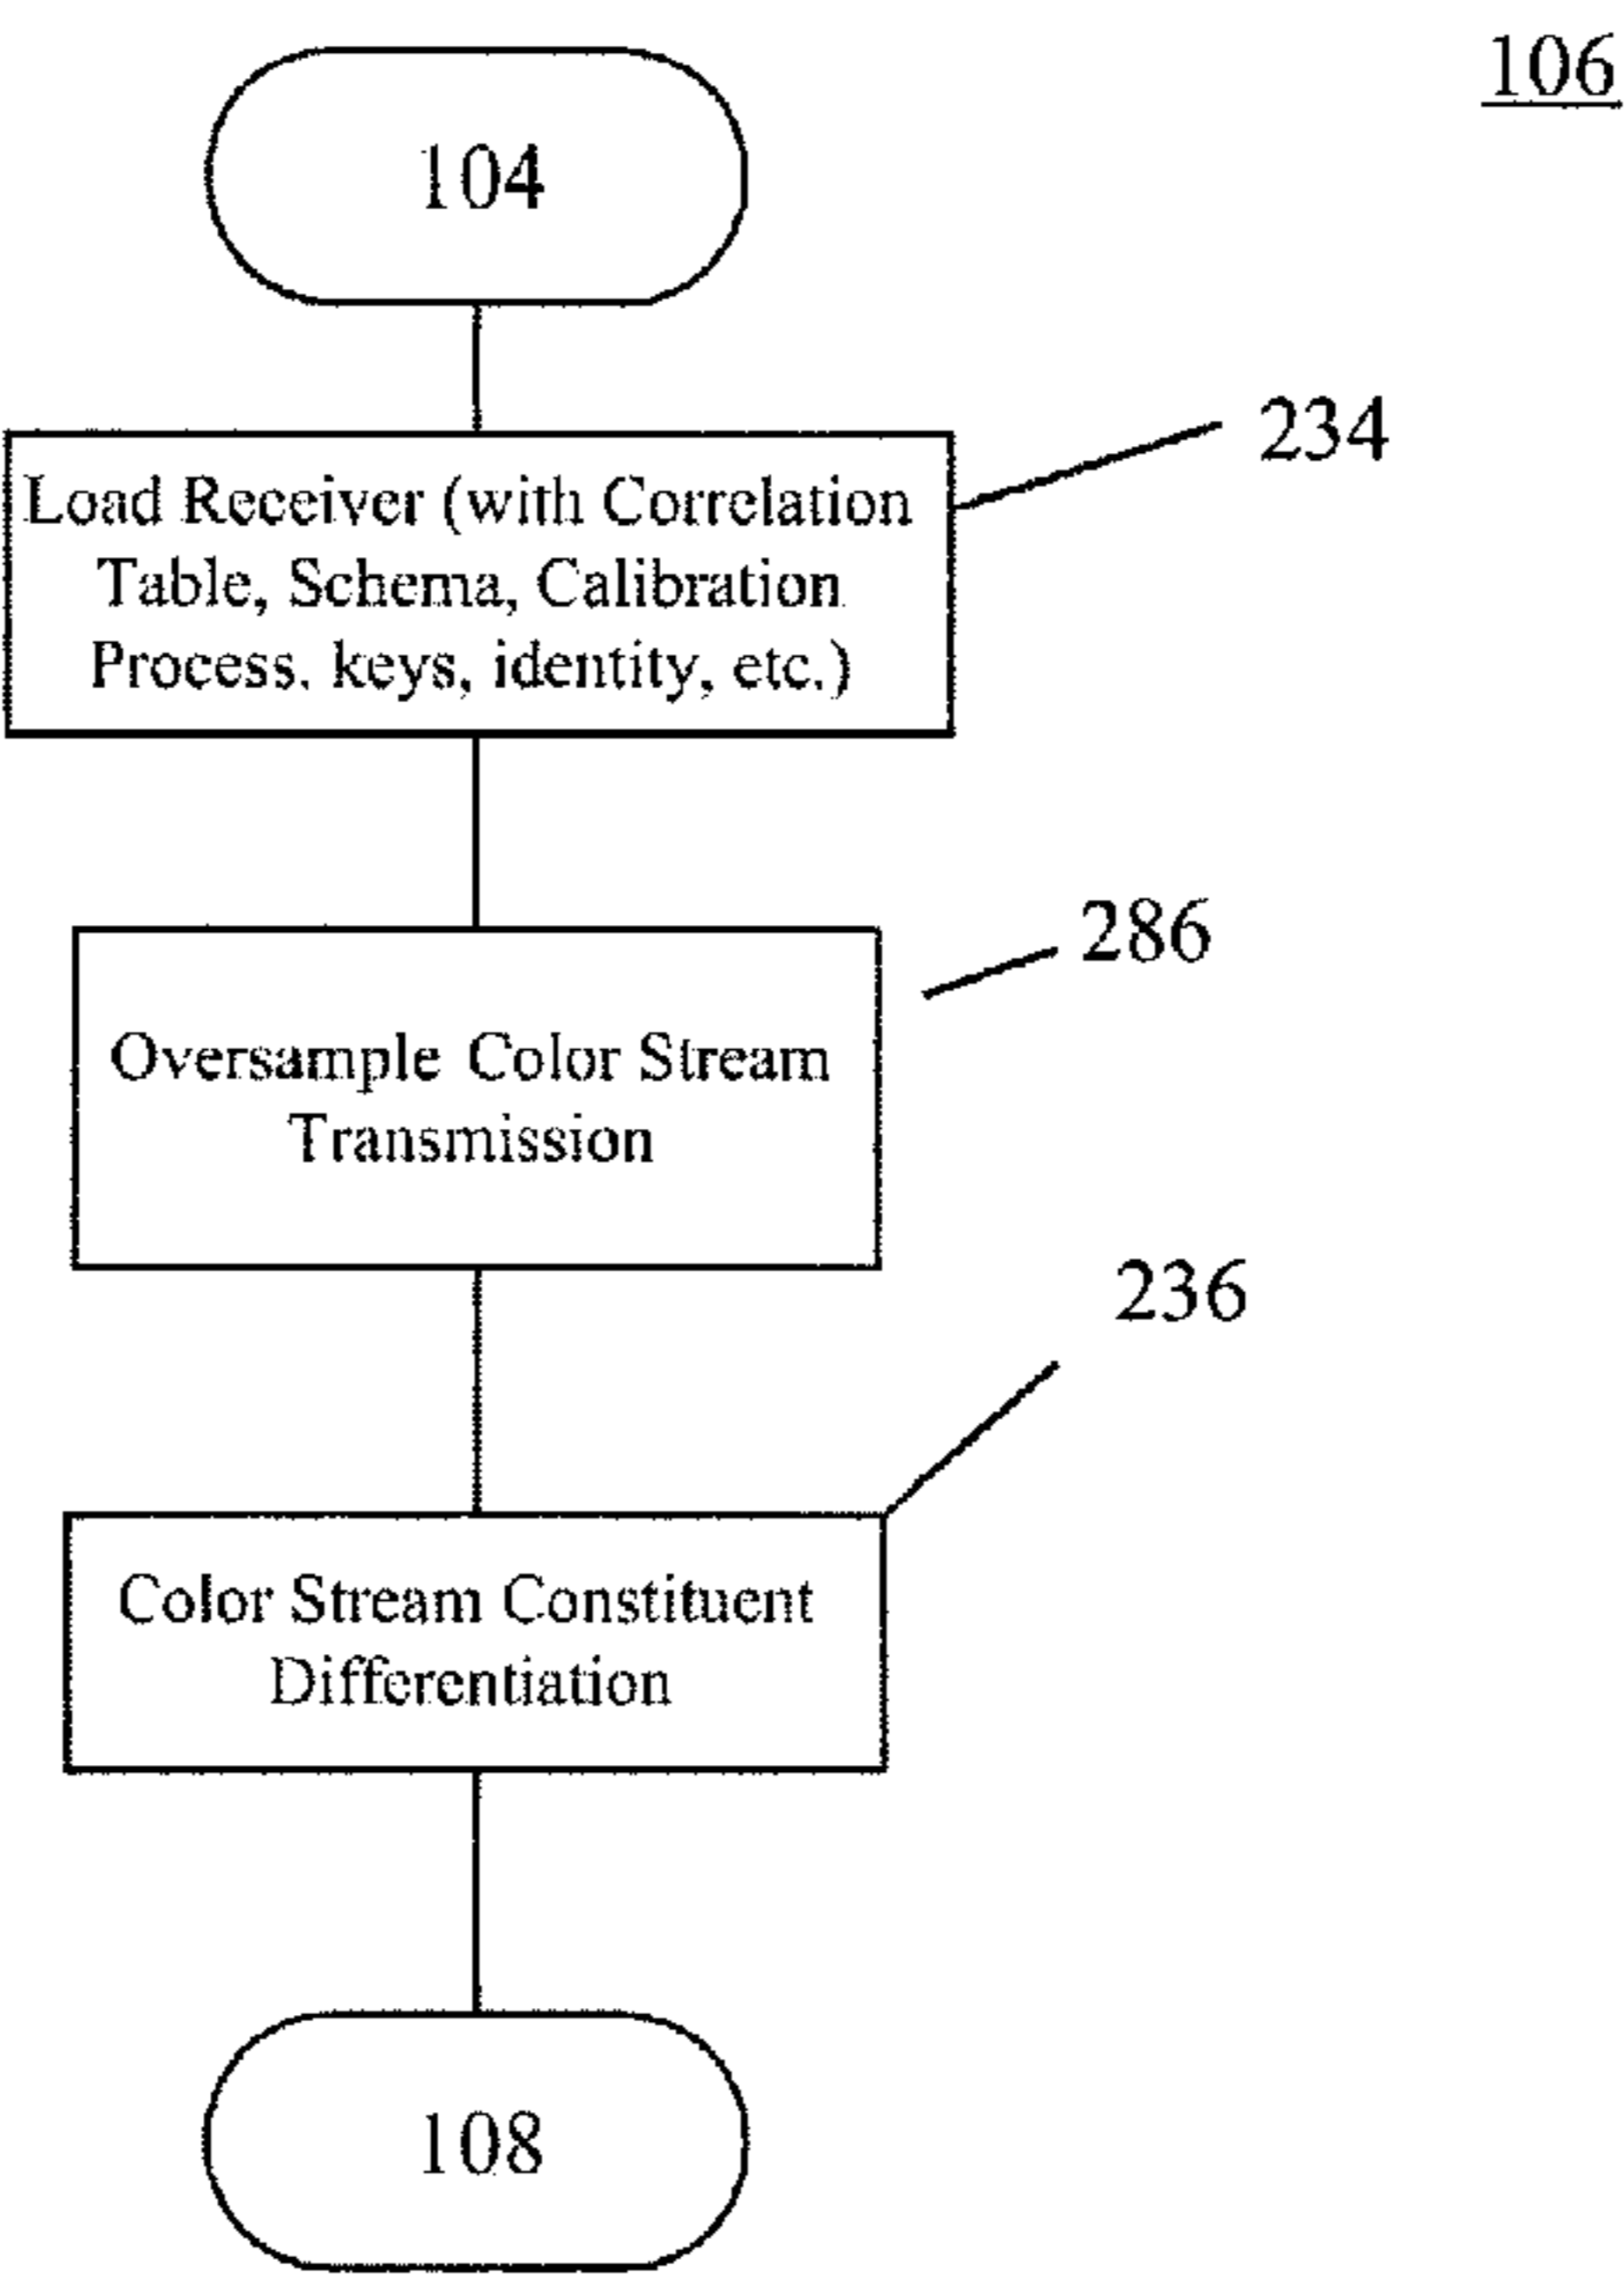 106
104
234
Load Receiver (with Correlation
Table, Schema, Calibration
Process, keys, identity, etc.)
286
Oversample Color Stream
Transmission
236
Color Stream Constituent
Differentiation
108